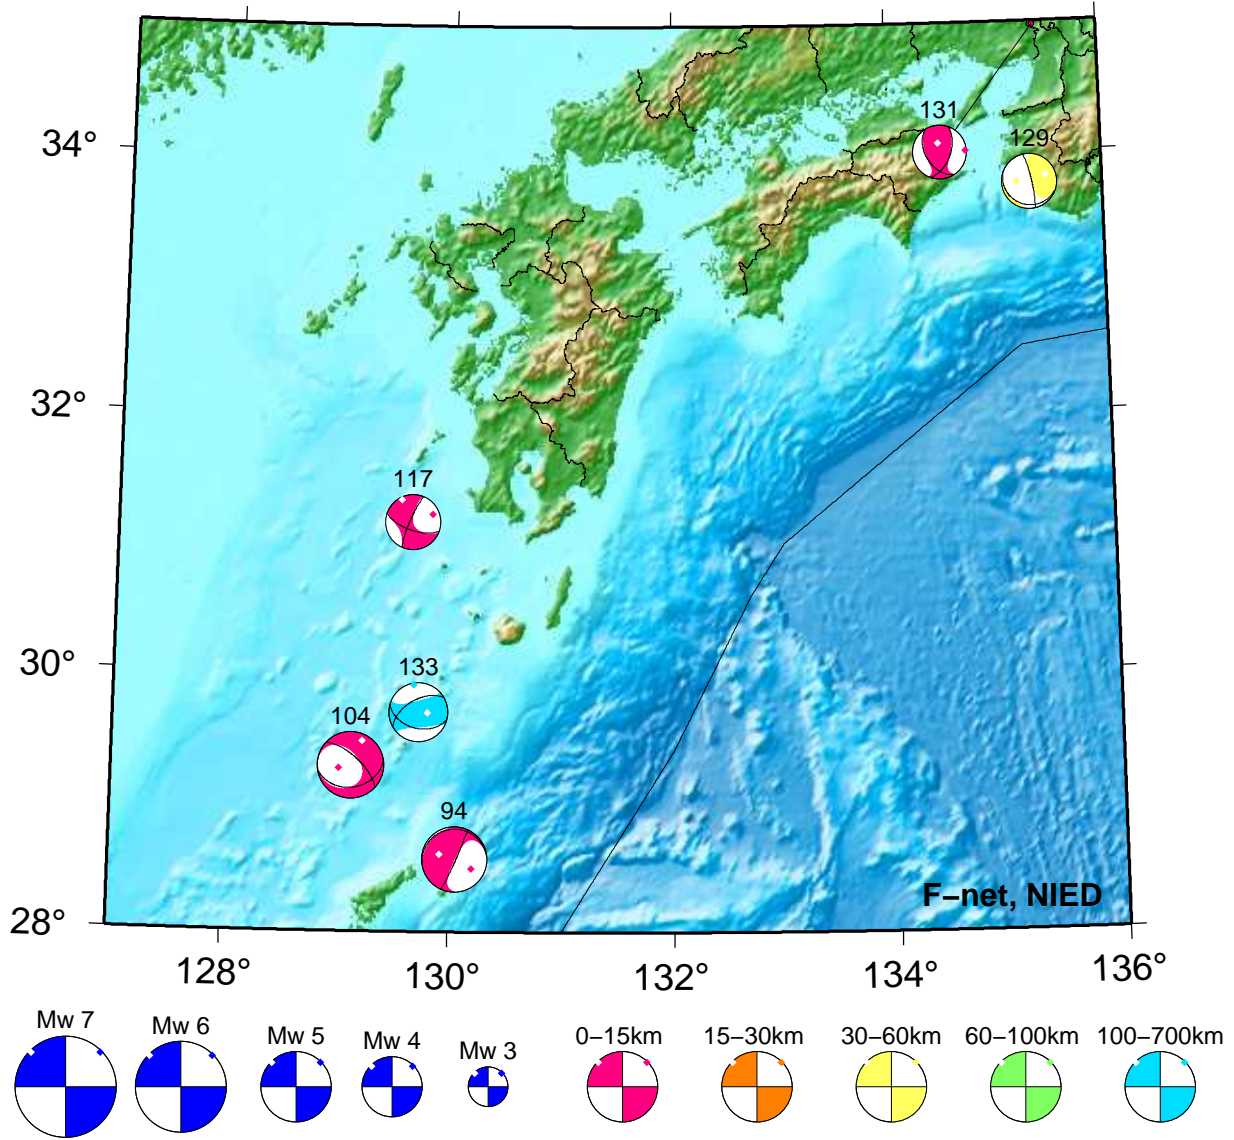 131
129
34°
32°
117
30°
133
104
94
F–net, NIED
28°
128°
130°
132°
134°
136°
Mw 7
Mw 6
Mw 5
Mw 4
Mw 3
0–15km
15–30km
30–60km
60–100km
100–700km